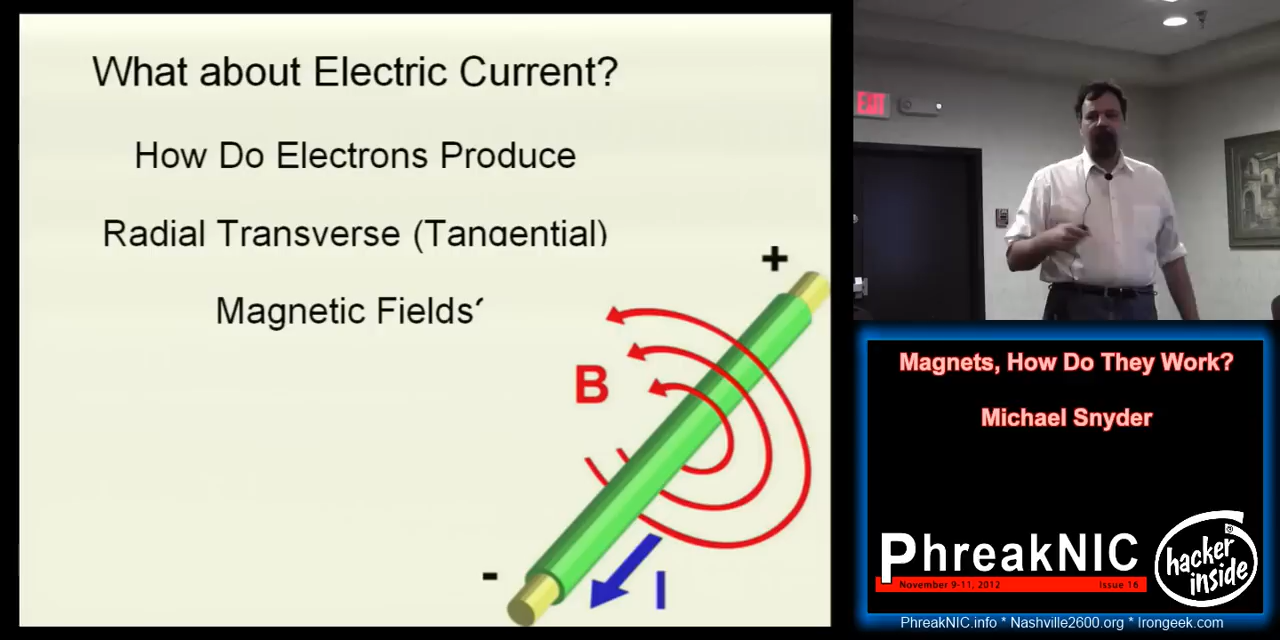 What about Electric Current?
How Do Electrons Produce
Radial Transverse (Tangential)
Magnetic Fields
+
B
-
I
EXIT
Magnets, How Do They Work?
Michael Snyder
PhreakNIC
November 9-11, 2012 Issue 16
hacker
inside
PhreakNIC.info * Nashville2600.org * Irongeek.com